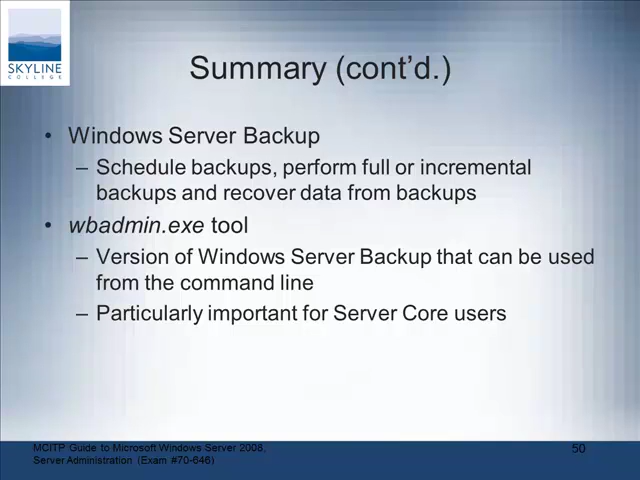 SKYLINE
COLLEGE
Summary (cont’d.)
• Windows Server Backup
– Schedule backups, perform full or incremental
backups and recover data from backups
• wbadmin.exe tool
– Version of Windows Server Backup that can be used
from the command line
– Particularly important for Server Core users
MCITP Guide to Microsoft Windows Server 2008,
Server Administration (Exam #70-646)
50